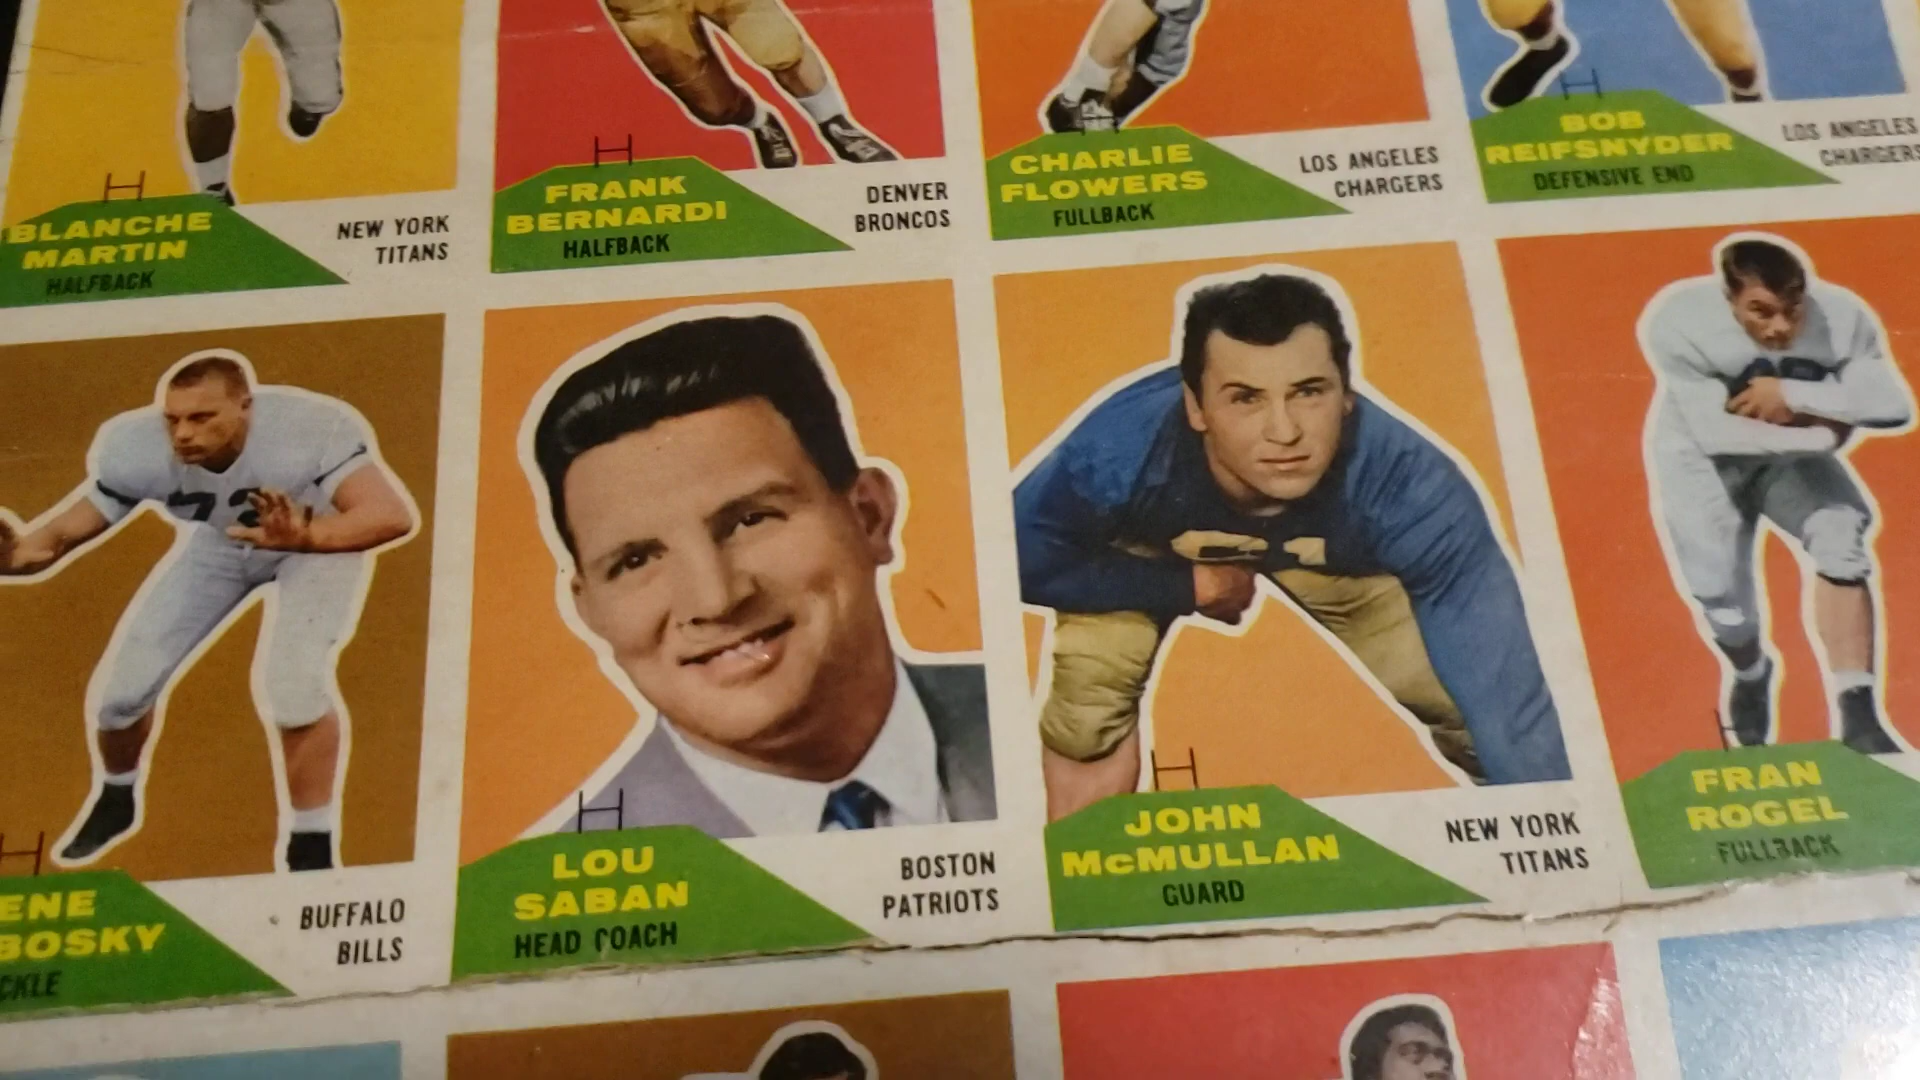 BLANCHE
MARTIN
HALFBACK
NEW YORK
TITANS
FRANK
BERNARDI
HALFBACK
DENVER
BRONCOS
CHARLIE
FLOWERS
FULLBACK
LOS ANGELES
CHARGERS
BOB
REIFSNYDER
DEFENSIVE END
LOS ANGELES
CHARGERS
73
ENE
BOSKY
CKLE
BUFFALO
BILLS
LOU
SABAN
HEAD COACH
BOSTON
PATRIOTS
JOHN
McMULLAN
GUARD
NEW YORK
TITANS
FRAN
ROGEL
FULLBACK